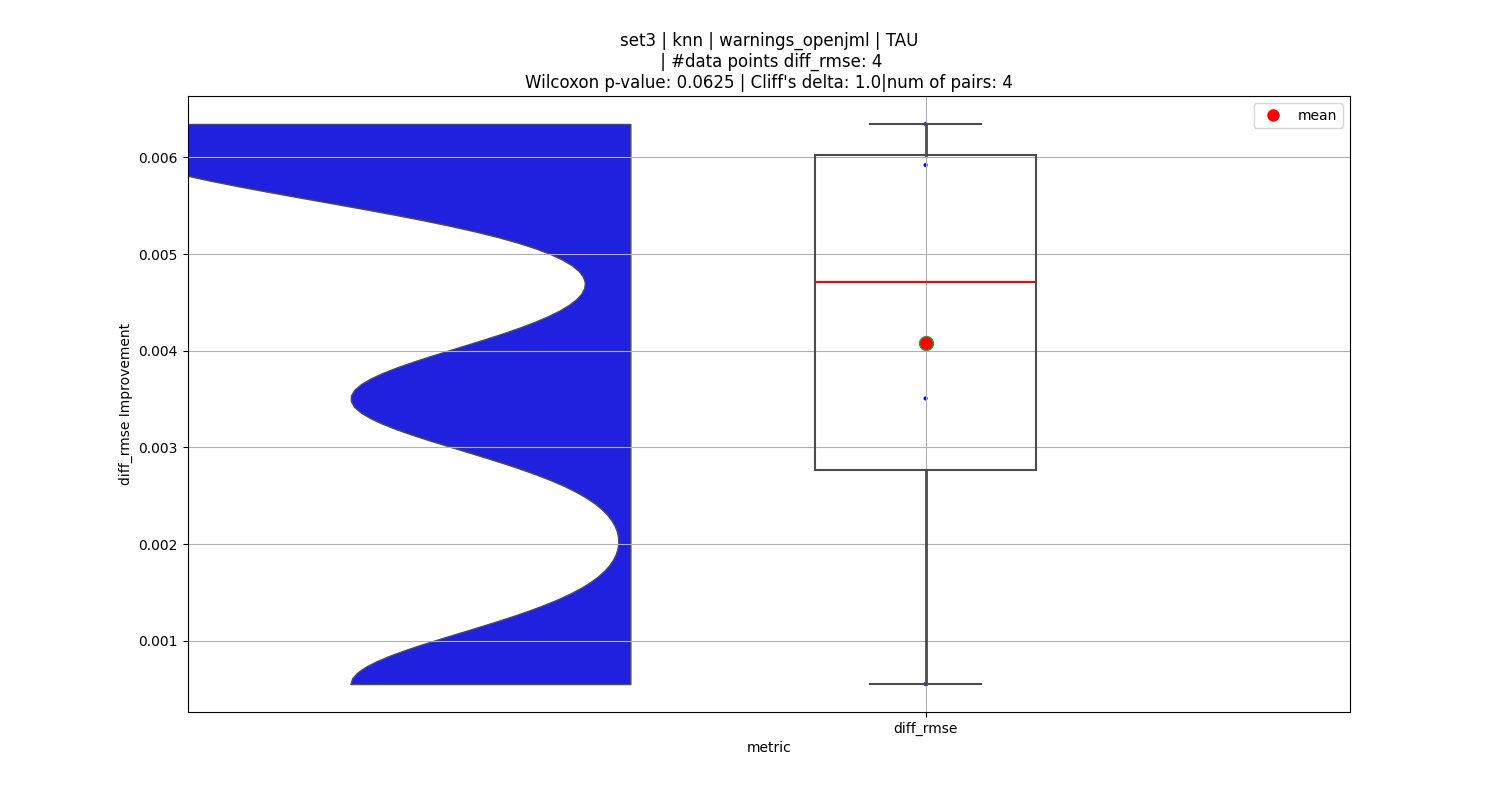 set3 | knn | warnings_openjml | TAU
| #data points diff_rmse: 4
Wilcoxon p-value: 0.0625 | Cliff's delta: 1.0|num of pairs: 4
mean
0.006
0.005
0.004
0.003
0.002
0.001
diff_rmse Improvement
diff_rmse
metric